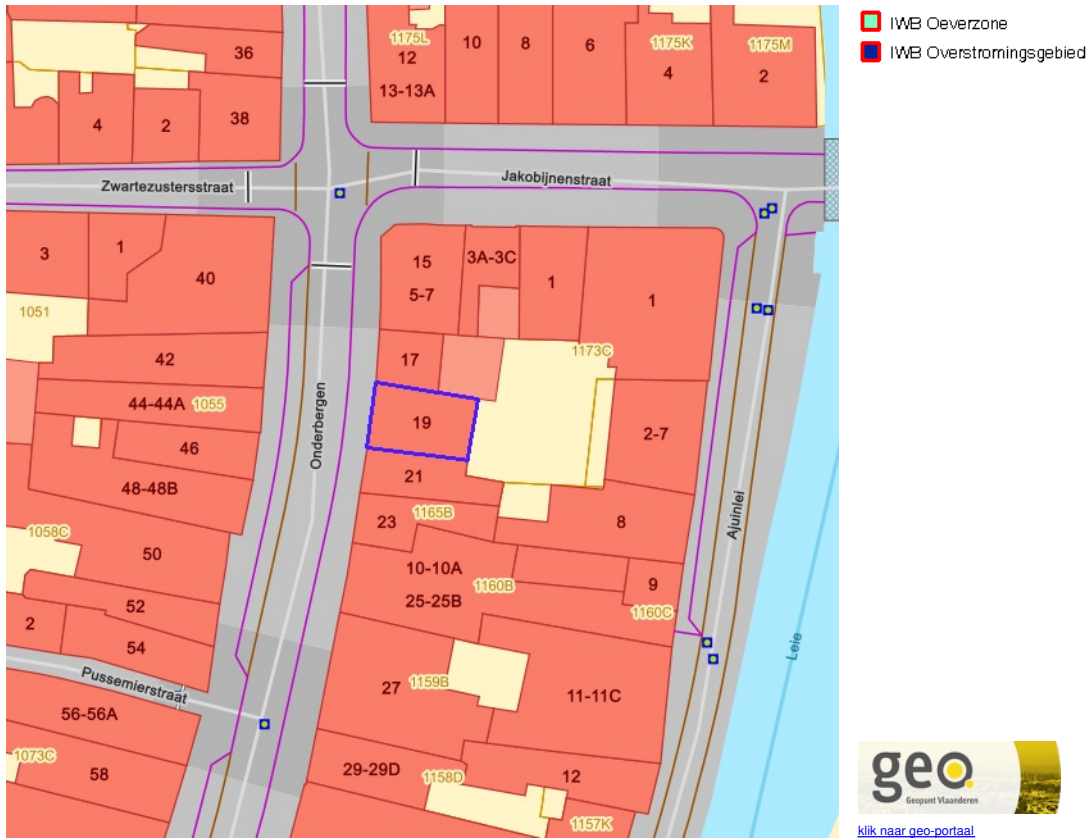 IWB Oeverzone
IWB Overstromingsgebied
36
1175L
12
13-13A
10
8
6
1175K
4
1175M
2
4
2
38
Zwartezustersstraat
Jakobijnenstraat
3
1
40
15
5-7
3A-3C
1
1
1051
42
17
1173C
44-44A
1055
19
2-7
46
Onderbergen
21
48-48B
23
1165B
8
Ajuinlei
1058C
50
10-10A
1160B
9
25-25B
1160C
52
2
54
Leie
Pussemierstraat
27
1159B
11-11C
56-56A
1073C
58
29-29D
1158D
12
1157K
geo
Geopunt Vlaanderen
klik naar geo-portaal